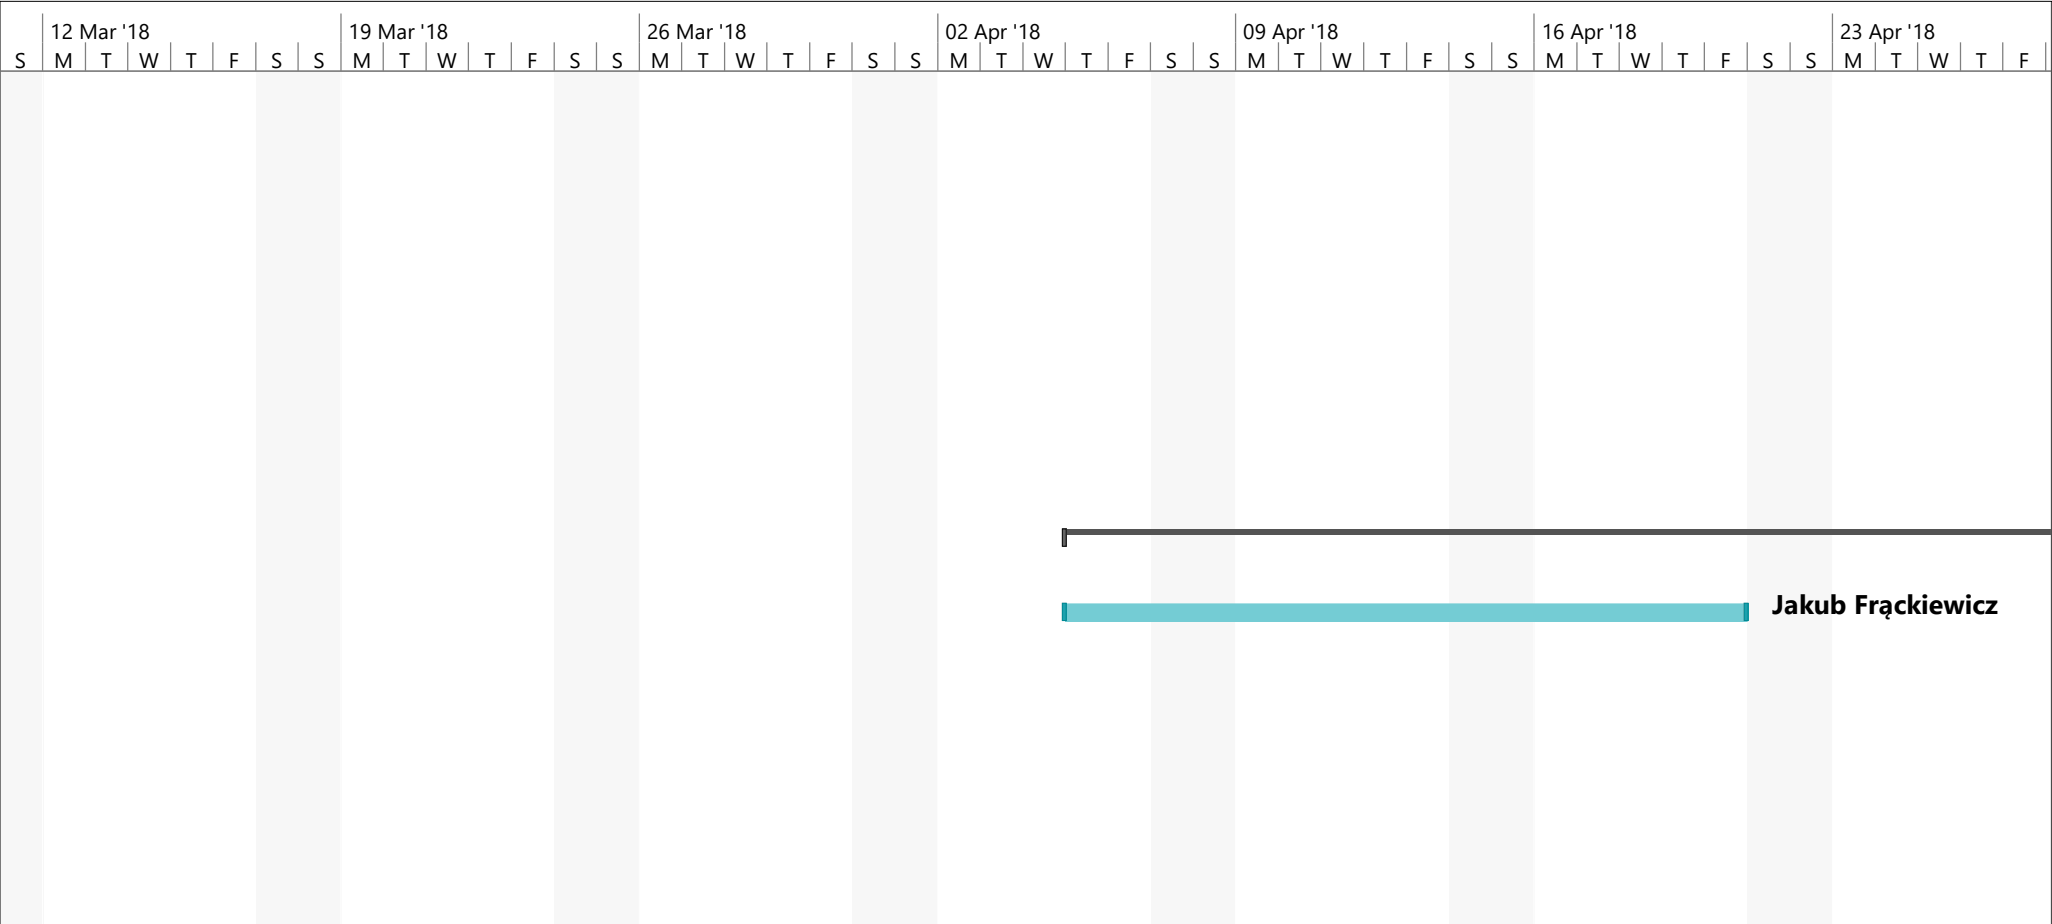 12 Mar '18 19 Mar '18 26 Mar '18 02 Apr '18 09 Apr '18 16 Apr '18 23 Apr '18
S M T W T F S S M T W T F S S M T W T F S S M T W T F S S M T W T F S S M T W T F S S M T W T F
Jakub Frąckiewicz